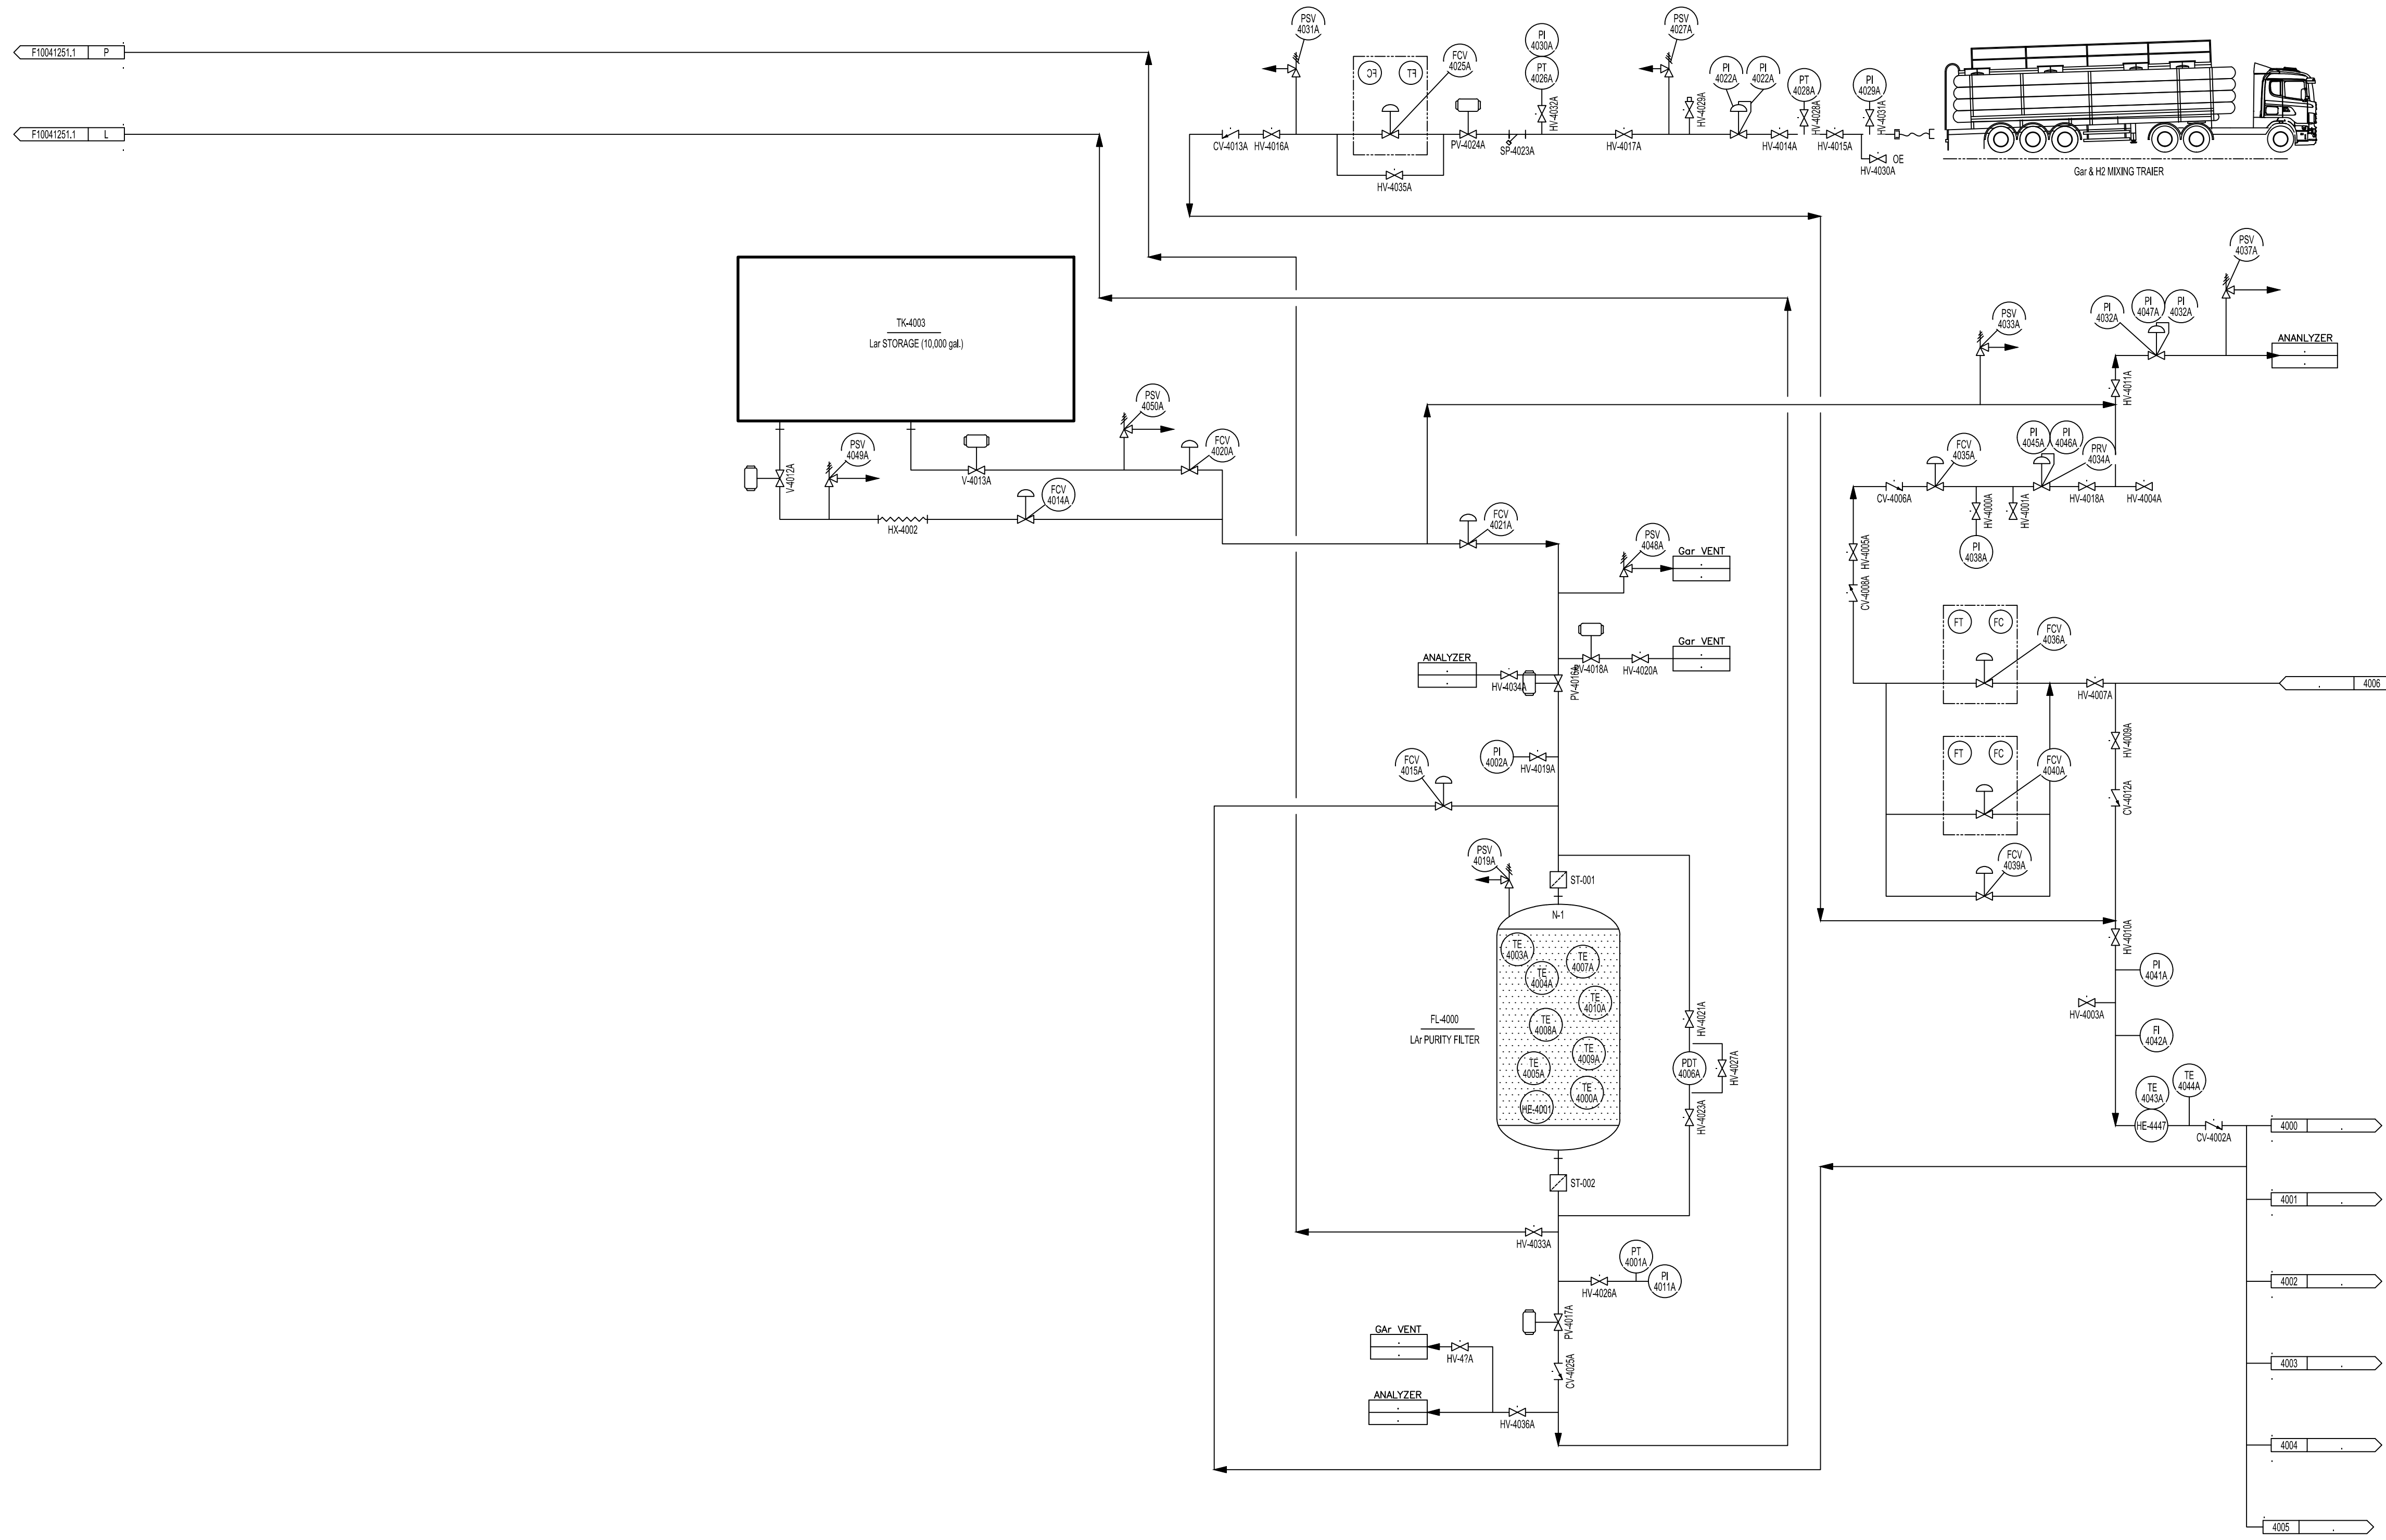 F10041251.1 P
F10041251.1 L
PSV
4031A
FC
FT
FCV
4025A
PI
4030A
PT
4026A
PSV
4027A
PI
4022A
PI
4022A
PT
4028A
PI
4029A
HV-4032A
HV-4029A
HV-4028A
HV-4031A
CV-4013A
HV-4016A
PV-4024A
SP-4023A
HV-4017A
HV-4014A
HV-4015A
OE
HV-4030A
HV-4035A
Gar & H2 MIXING TRAIER
TK-4003
Lar STORAGE (10,000 gal.)
PSV
4037A
PSV
4033A
PI
4032A
PI
4047A
PI
4032A
ANANLYZER
HV-4011A
PSV
4050A
PSV
4049A
FCV
4020A
V-4012A
V-4013A
FCV
4014A
HX-4002
FCV
4021A
FCV
4035A
PI
4045A
PI
4046A
PRV
4034A
CV-4006A
HV-4000A
HV-4001A
HV-4018A
HV-4004A
PI
4038A
HV-4005A
CV-4008A
PSV
4048A
Gar VENT
Gar VENT
PV-4018A
HV-4020A
ANALYZER
HV-4034A
PV-4016A
FT
FC
FCV
4036A
HV-4007A
4006
FT
FC
FCV
4040A
HV-4009A
CV-4012A
FCV
4039A
PI
4002A
HV-4019A
FCV
4015A
PSV
4019A
ST-001
N-1
TE
4003A
TE
4007A
TE
4004A
TE
4010A
TE
4008A
TE
4009A
TE
4005A
TE
4000A
HE-4001
FL-4000
LAr PURITY FILTER
HV-4021A
PDT
4006A
HV-4027A
HV-4023A
HV-4010A
PI
4041A
HV-4003A
FI
4042A
TE
4043A
TE
4044A
HE-4447
CV-4002A
4000
4001
4002
4003
4004
4005
ST-002
HV-4033A
PT
4001A
PI
4011A
HV-4026A
PV-4017A
GAr VENT
HV-4?A
CV-4025A
ANALYZER
HV-4036A